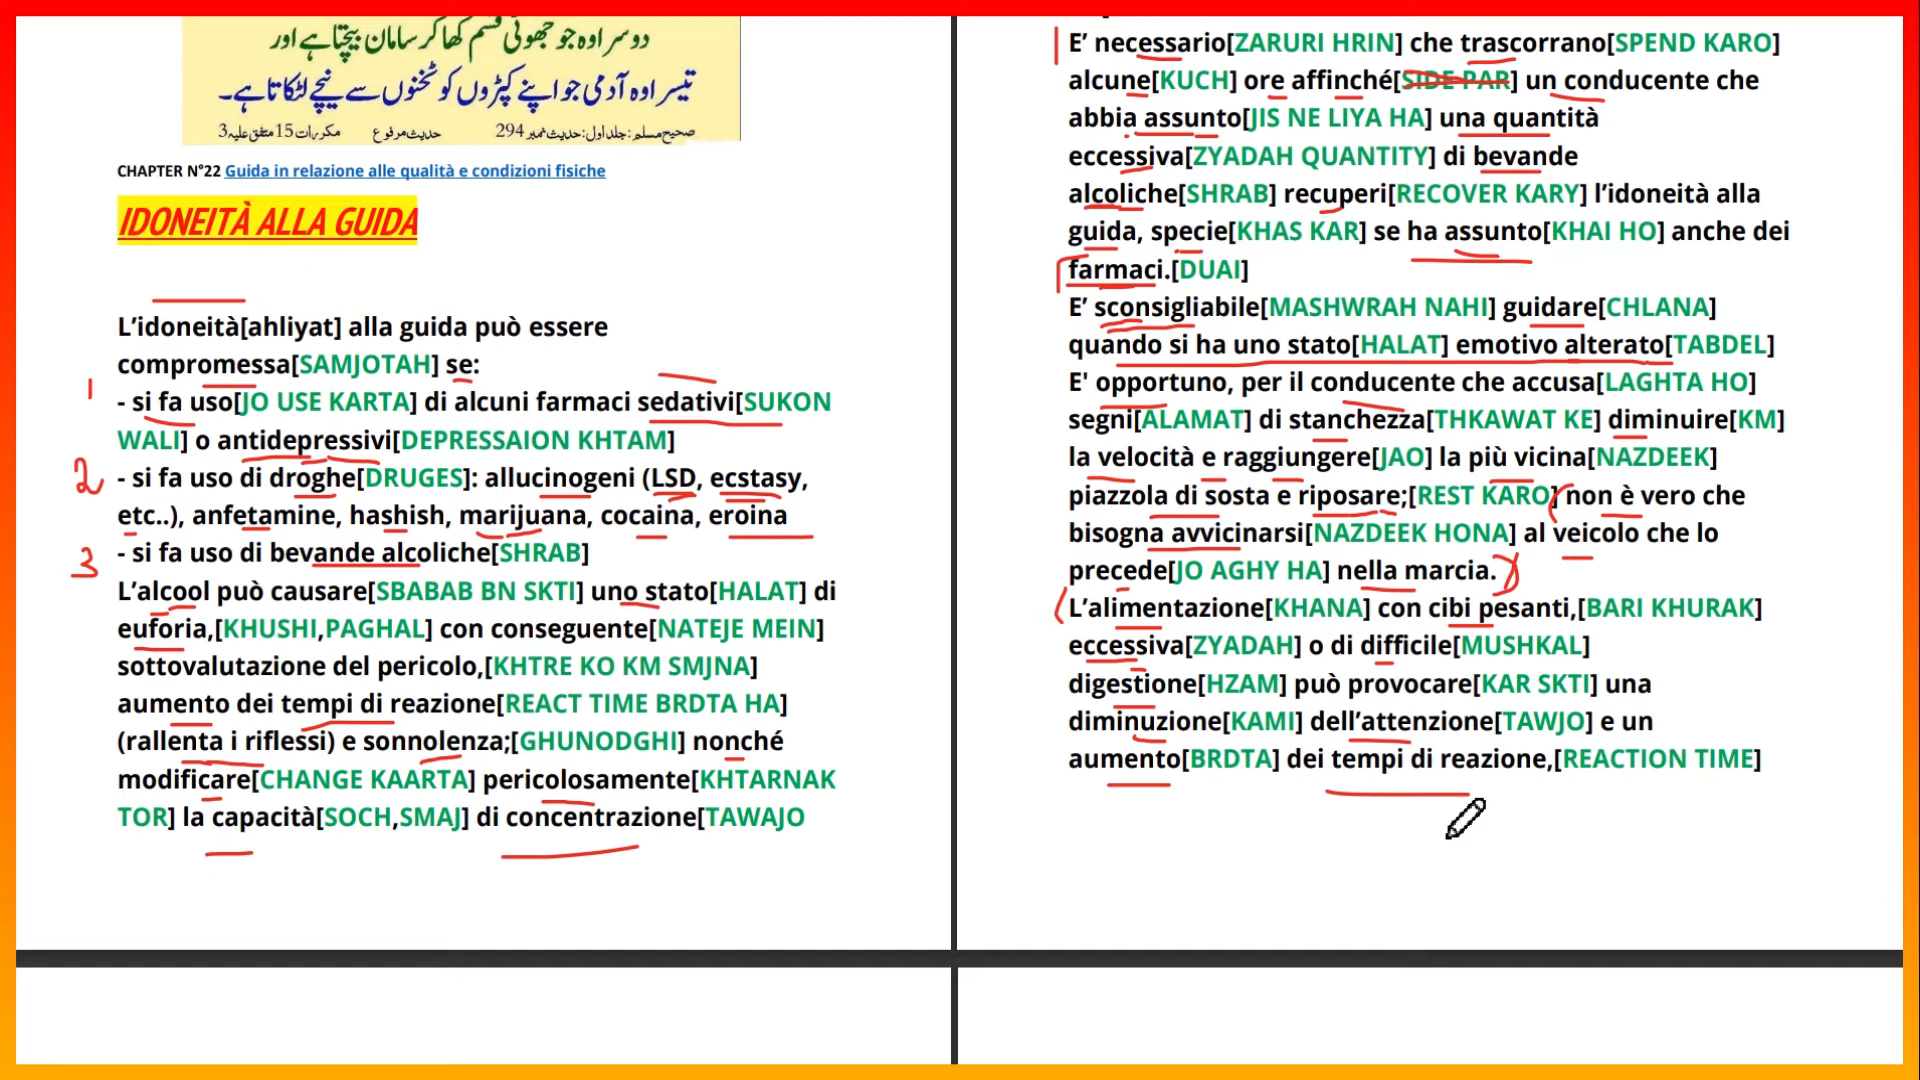 دوسرا وہ جو جھوٹی قسم کھا کر سامان بیچتا ہے اور
تیسرا وہ آدمی جو اپنے کپڑوں کو ٹخنوں سے نیچے لٹکاتا ہے۔
صحیح مسلم: جلد اول: حدیث نمبر 294 حدیث مرفوع مکررات 15 متفق علیہ 3
CHAPTER N°22 Guida in relazione alle qualità e condizioni fisiche
IDONEITÀ ALLA GUIDA
L’idoneità[ahliyat] alla guida può essere
compromessa[SAMJOTAH] se:
1
- si fa uso[JO USE KARTA] di alcuni farmaci sedativi[SUKON
WALI] o antidepressivi[DEPRESSAION KHTAM]
2
- si fa uso di droghe[DRUGES]: allucinogeni (LSD, ecstasy,
etc..), anfetamine, hashish, marijuana, cocaina, eroina
3
- si fa uso di bevande alcoliche[SHRAB]
L’alcool può causare[SBABAB BN SKTI] uno stato[HALAT] di
euforia,[KHUSHI,PAGHAL] con conseguente[NATEJE MEIN]
sottovalutazione del pericolo,[KHTRE KO KM SMJNA]
aumento dei tempi di reazione[REACT TIME BRDTA HA]
(rallenta i riflessi) e sonnolenza;[GHUNODGHI] nonché
modificare[CHANGE KAARTA] pericolosamente[KHTARNAK
TOR] la capacità[SOCH,SMAJ] di concentrazione[TAWAJO
E’ necessario[ZARURI HRIN] che trascorrano[SPEND KARO]
alcune[KUCH] ore affinché[SIDE PAR] un conducente che
abbia assunto[JIS NE LIYA HA] una quantità
eccessiva[ZYADAH QUANTITY] di bevande
alcoliche[SHRAB] recuperi[RECOVER KARY] l’idoneità alla
guida, specie[KHAS KAR] se ha assunto[KHAI HO] anche dei
farmaci.[DUAI]
E’ sconsigliabile[MASHWRAH NAHI] guidare[CHLANA]
quando si ha uno stato[HALAT] emotivo alterato[TABDEL]
E' opportuno, per il conducente che accusa[LAGHTA HO]
segni[ALAMAT] di stanchezza[THKAWAT KE] diminuire[KM]
la velocità e raggiungere[JAO] la più vicina[NAZDEEK]
piazzola di sosta e riposare;[REST KARO] non è vero che
bisogna avvicinarsi[NAZDEEK HONA] al veicolo che lo
precede[JO AGHY HA] nella marcia.
L’alimentazione[KHANA] con cibi pesanti,[BARI KHURAK]
eccessiva[ZYADAH] o di difficile[MUSHKAL]
digestione[HZAM] può provocare[KAR SKTI] una
diminuzione[KAMI] dell’attenzione[TAWJO] e un
aumento[BRDTA] dei tempi di reazione,[REACTION TIME]